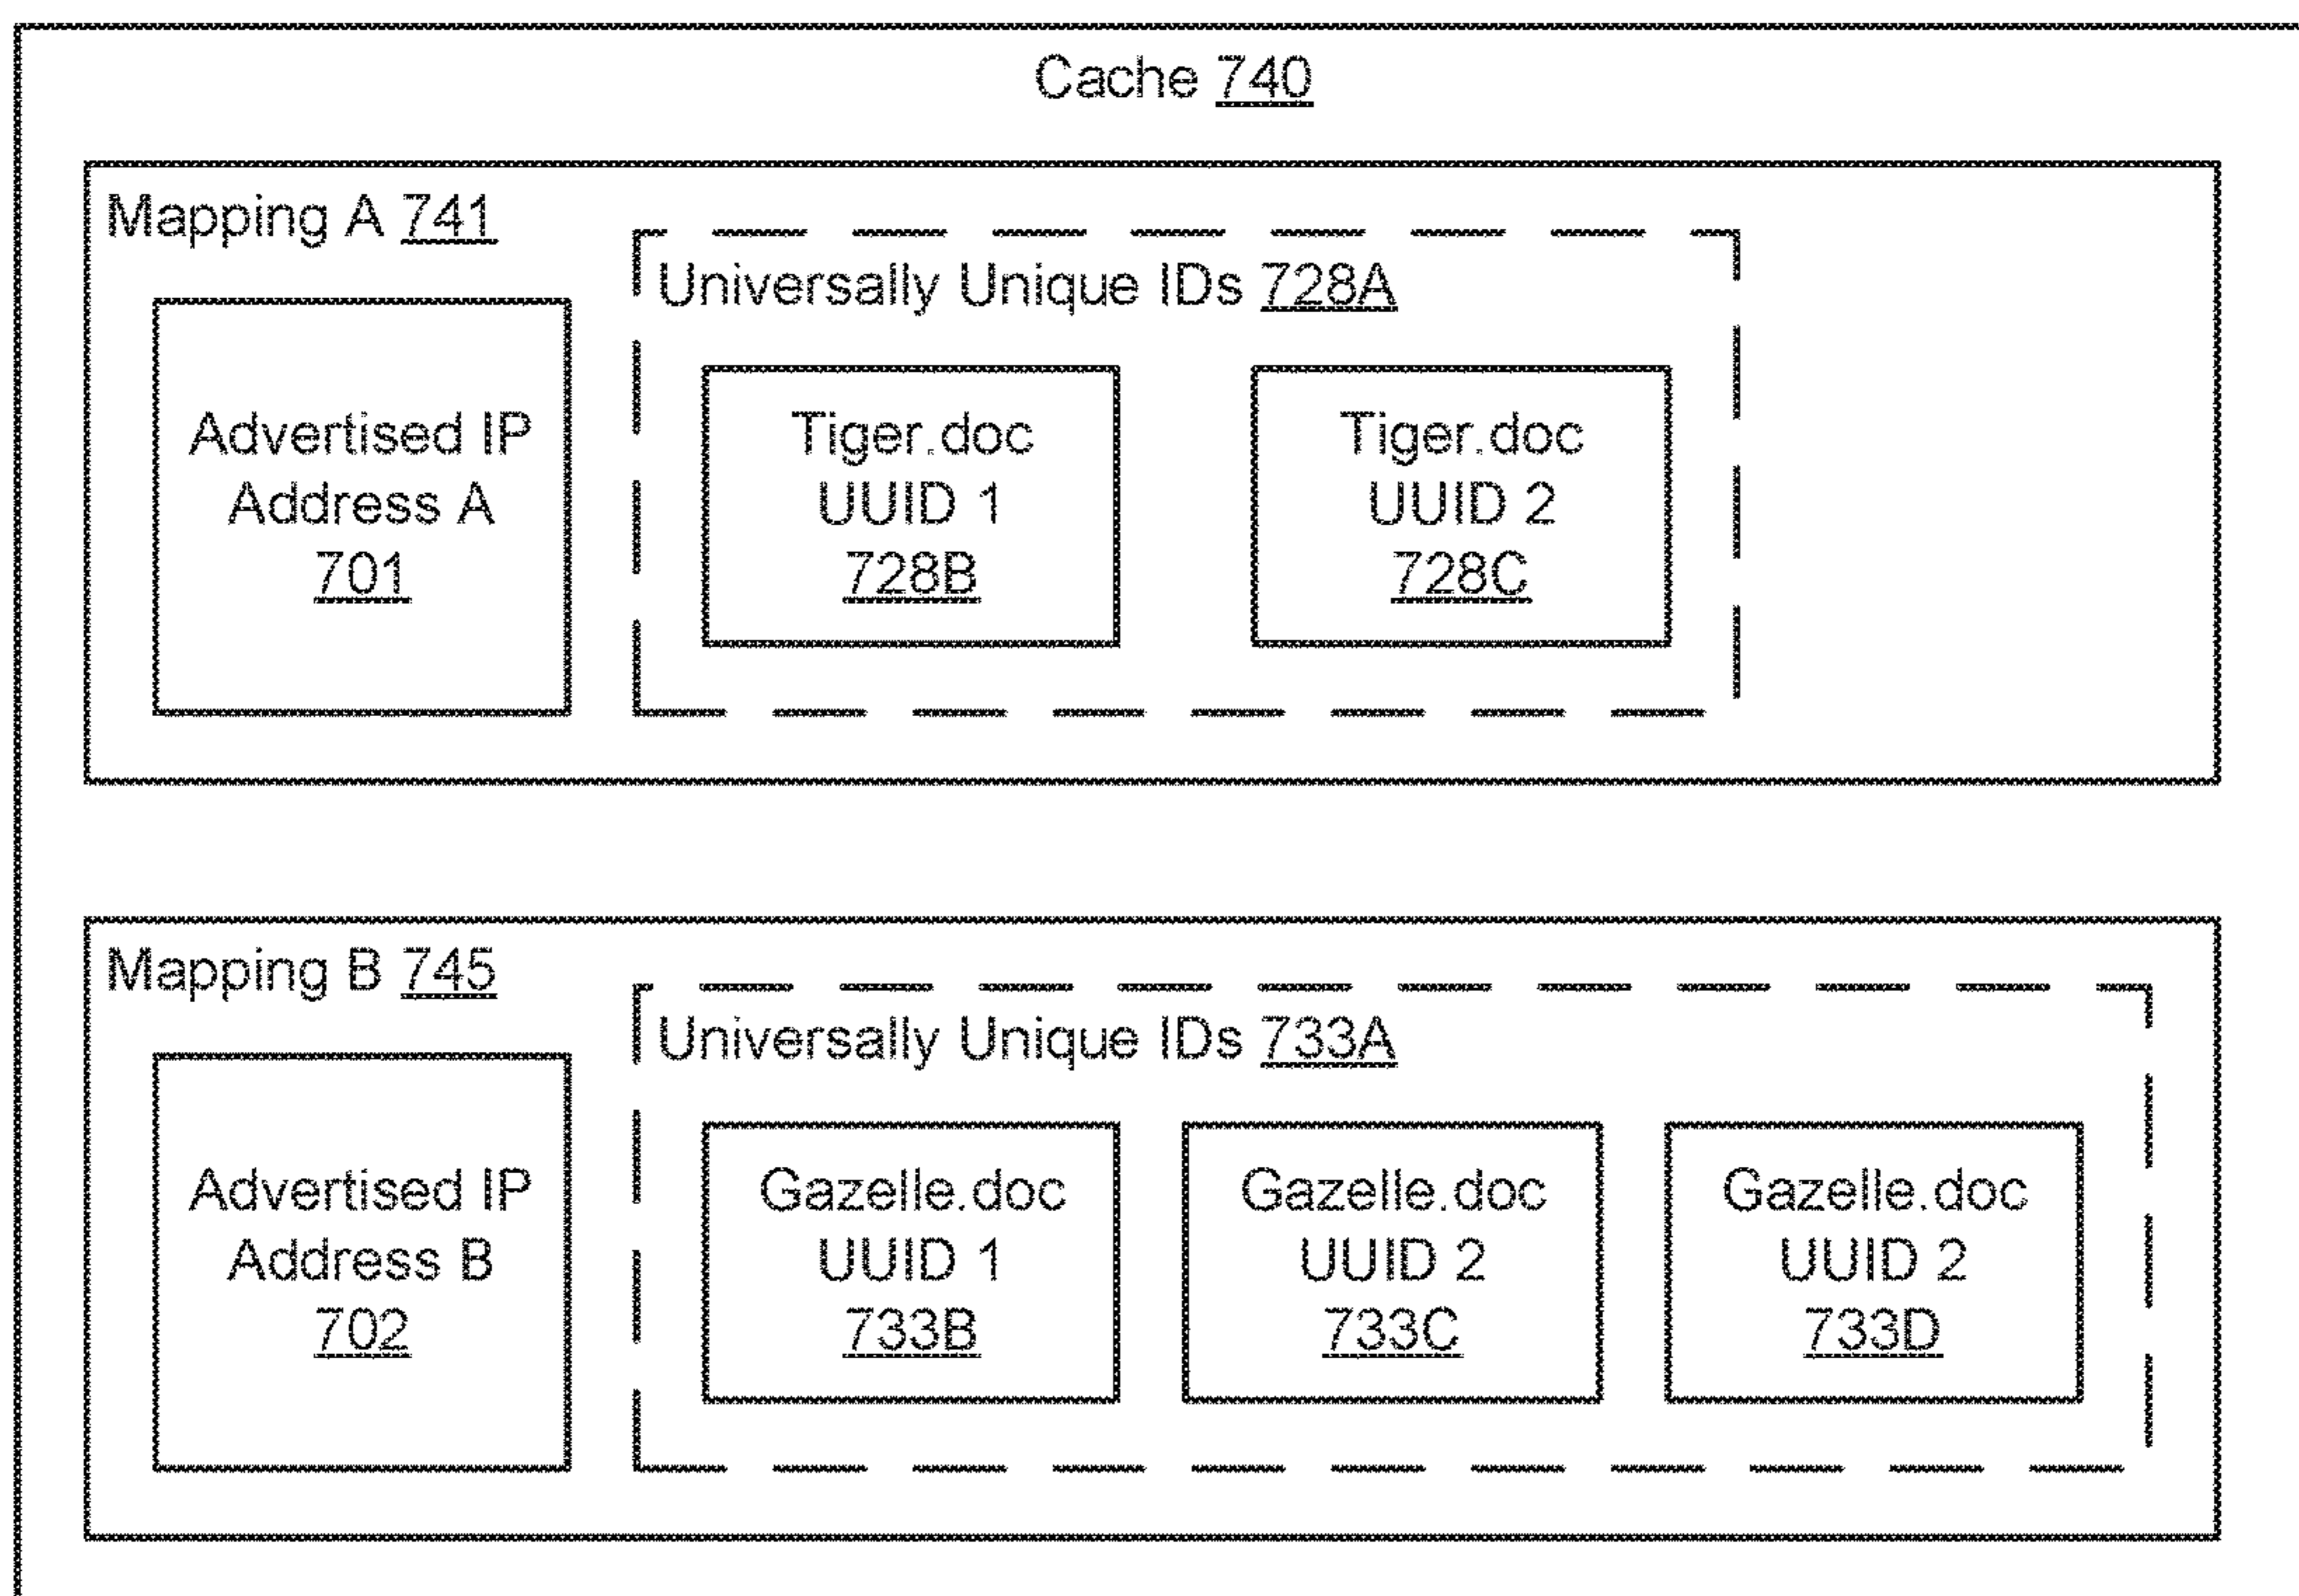 Cache 740
Mapping A 741
Universally Unique IDs 728A
Advertised IP
Address A
701
Tiger.doc
UUID 1
728B
Tiger.doc
UUID 2
728C
Mapping B 745
Universally Unique IDs 733A
Advertised IP
Address B
702
Gazelle.doc
UUID 1
733B
Gazelle.doc
UUID 2
733C
Gazelle.doc
UUID 2
733D